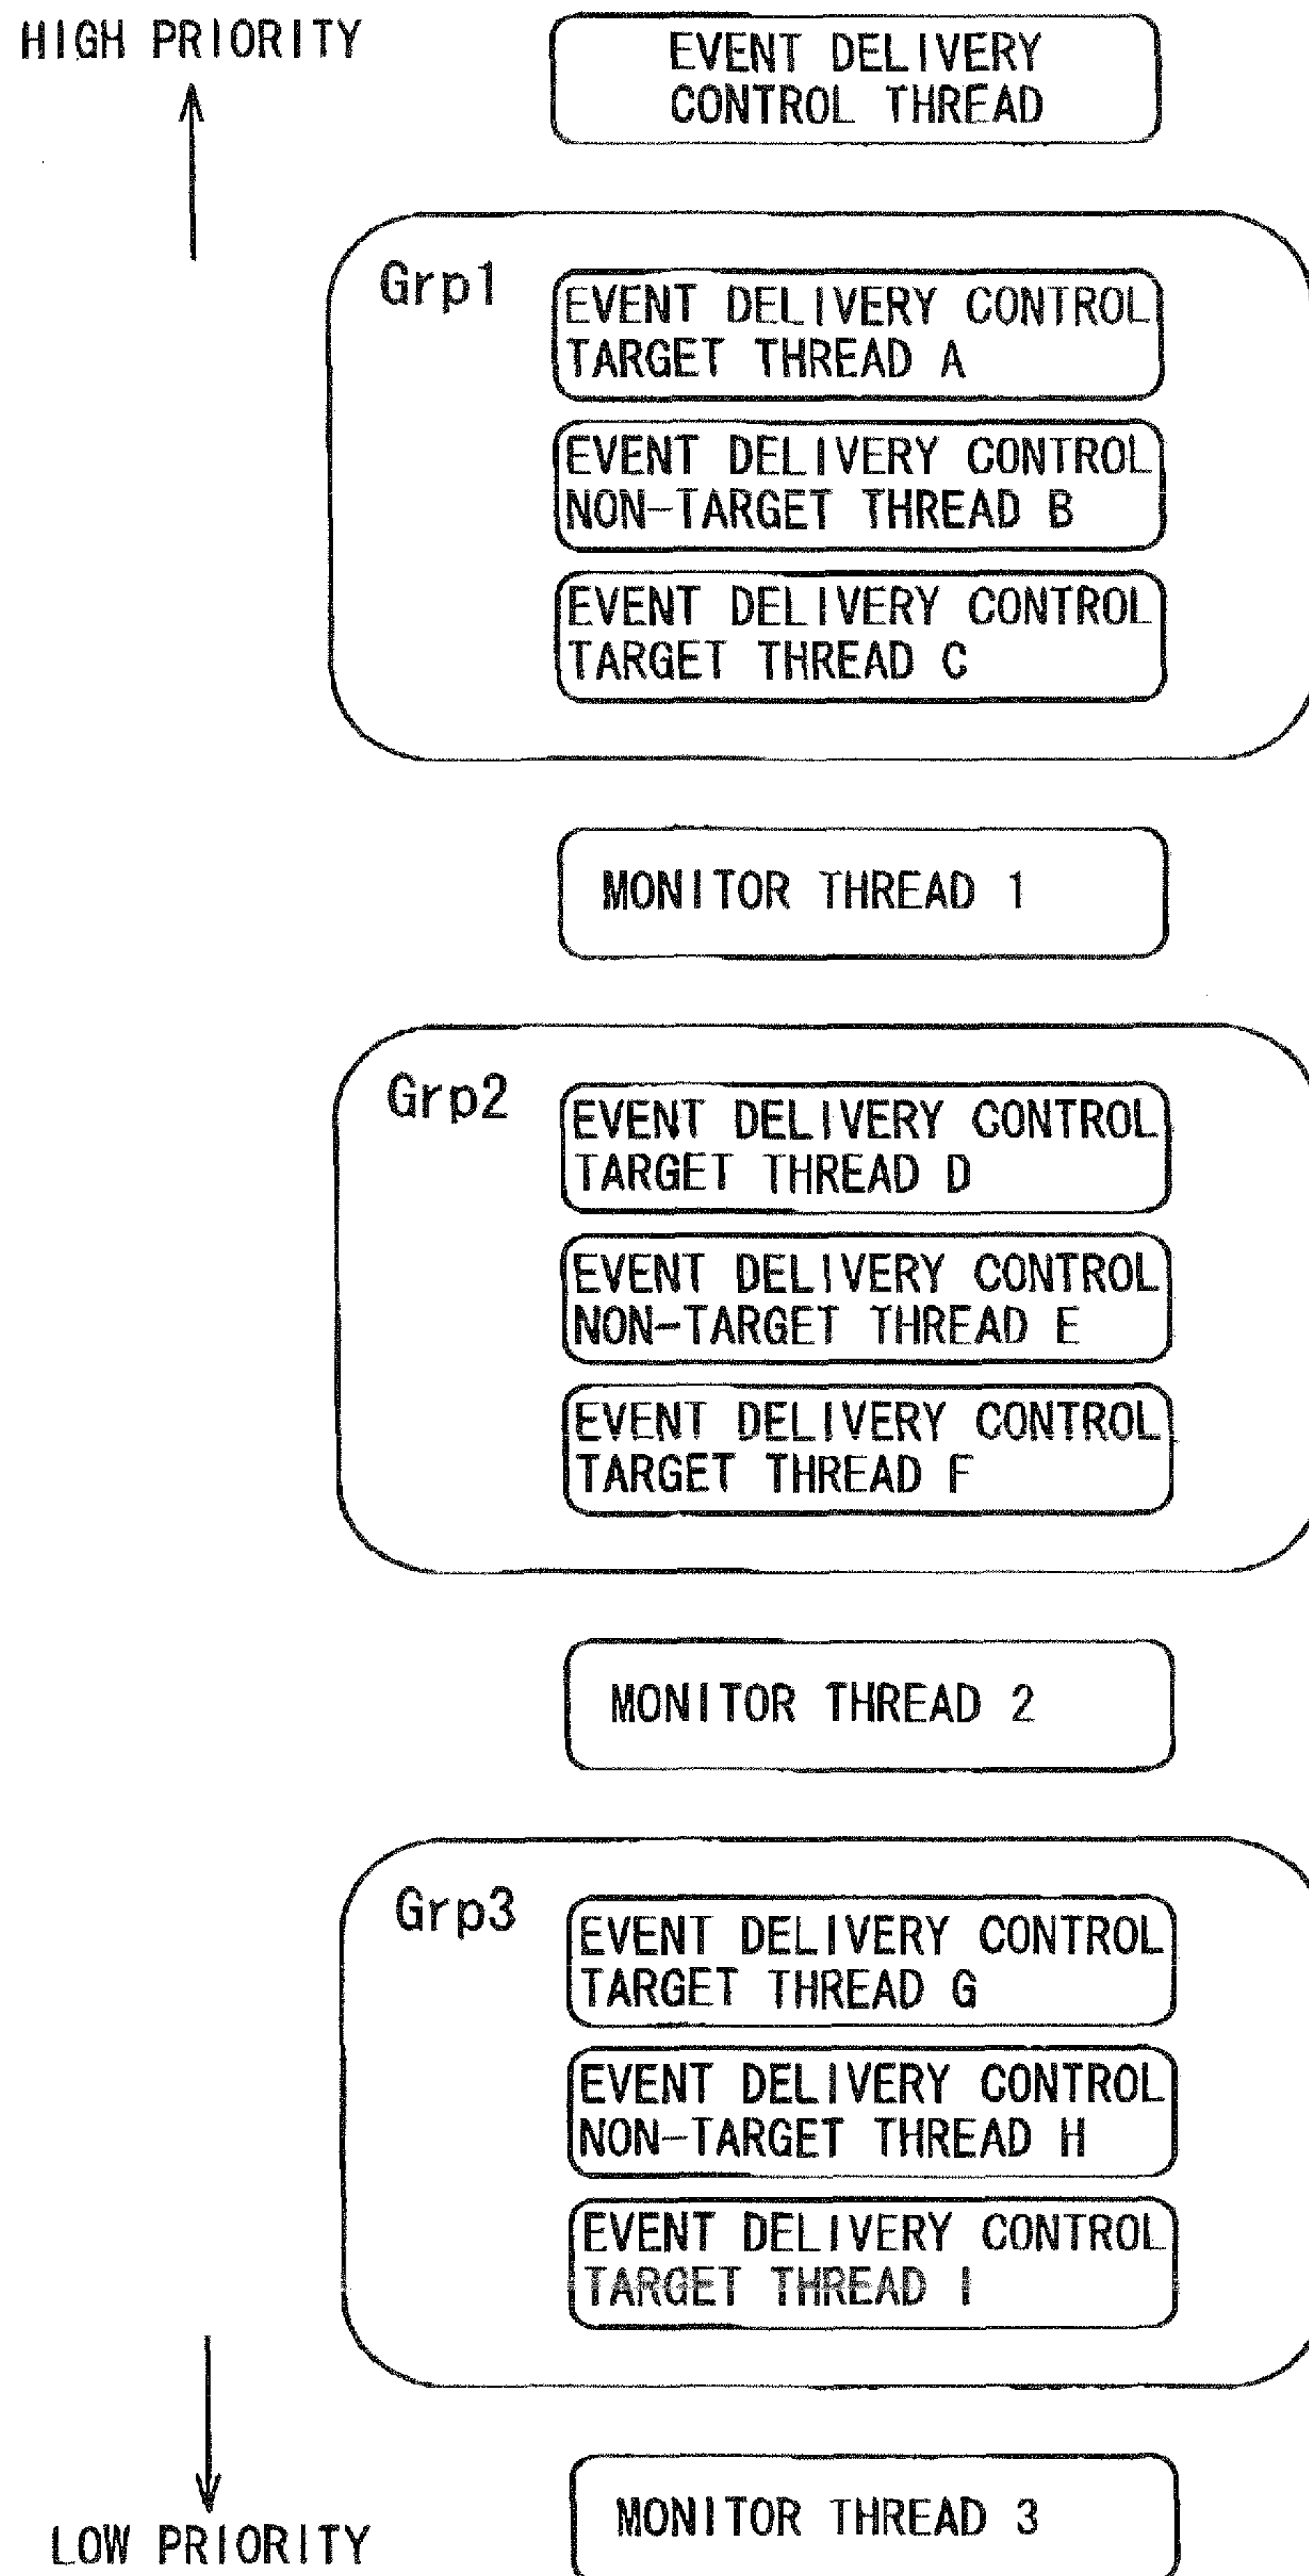 HIGH PRIORITY
EVENT DELIVERY
CONTROL THREAD
Grp1
EVENT DELIVERY CONTROL
TARGET THREAD A
EVENT DELIVERY CONTROL
NON-TARGET THREAD B
EVENT DELIVERY CONTROL
TARGET THREAD C
MONITOR THREAD 1
Grp2
EVENT DELIVERY CONTROL
TARGET THREAD D
EVENT DELIVERY CONTROL
NON-TARGET THREAD E
EVENT DELIVERY CONTROL
TARGET THREAD F
MONITOR THREAD 2
Grp3
EVENT DELIVERY CONTROL
TARGET THREAD G
EVENT DELIVERY CONTROL
NON-TARGET THREAD H
EVENT DELIVERY CONTROL
TARGET THREAD I
MONITOR THREAD 3
LOW PRIORITY